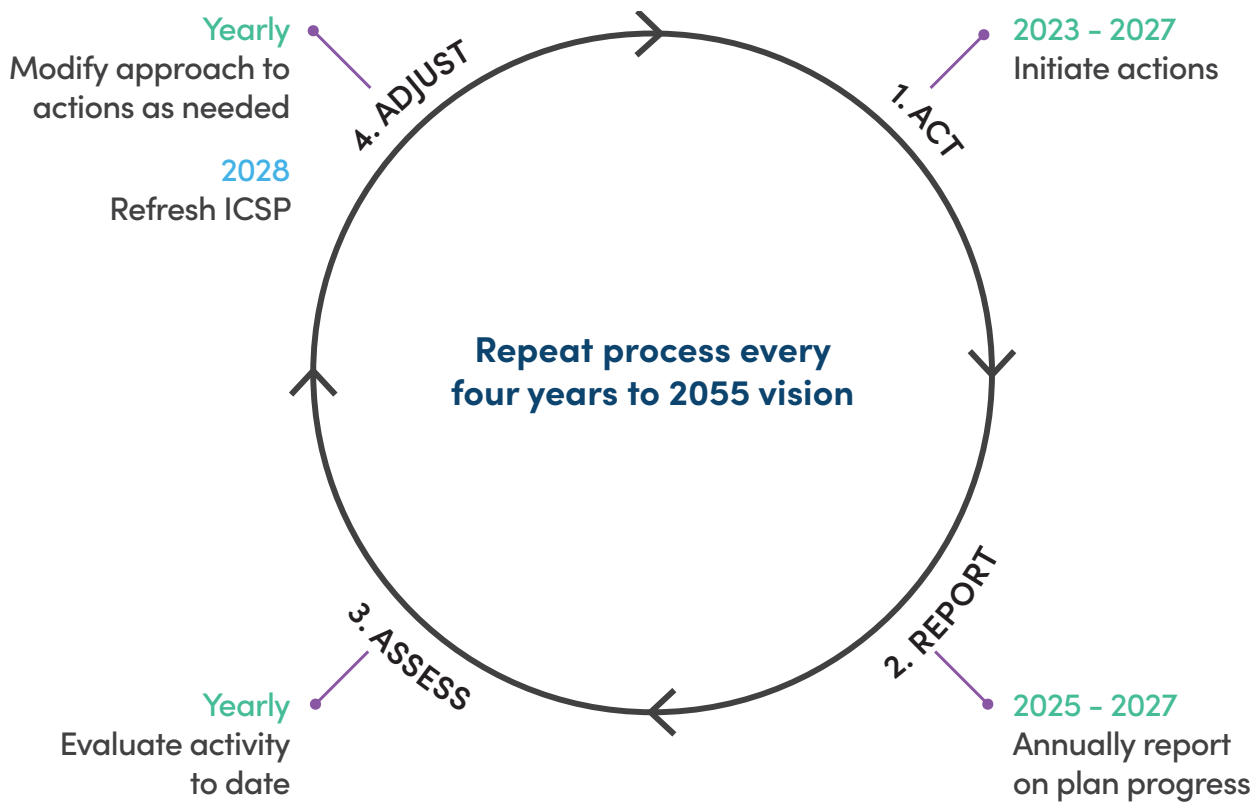 Yearly
Modify approach to
actions as needed
2028
Refresh ICSP
4. ADJUST
2023 - 2027
Initiate actions
1. ACT
Repeat process every
four years to 2055 vision
2. REPORT
2025 - 2027
Annually report
on plan progress
3. ASSESS
Yearly
Evaluate activity
to date